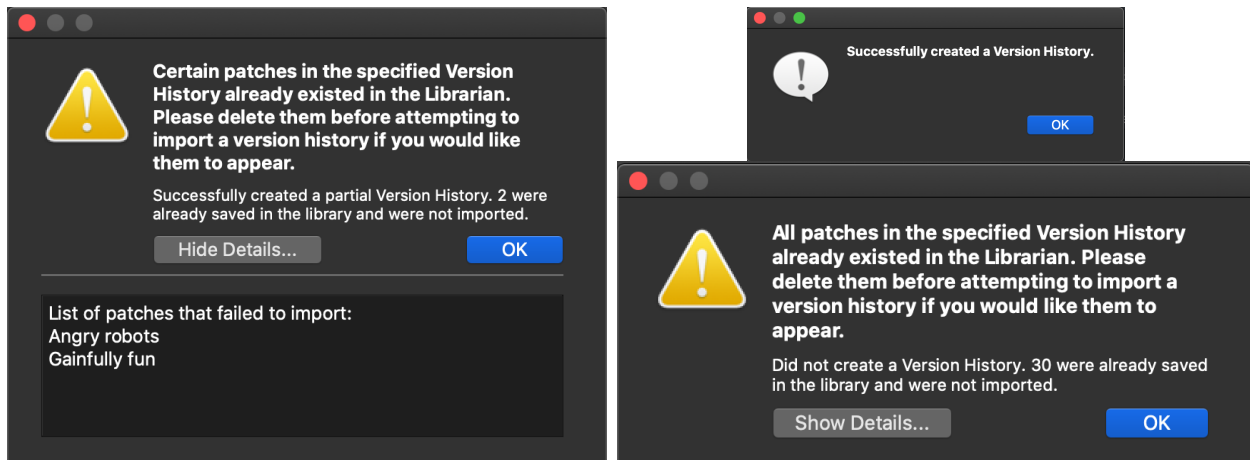 Certain patches in the specified Version
History already existed in the Librarian.
Please delete them before attempting to
import a version history if you would like
them to appear.
Successfully created a partial Version History. 2 were
already saved in the library and were not imported.
Hide Details...
OK
List of patches that failed to import:
Angry robots
Gainfully fun
Successfully created a Version History.
OK
All patches in the specified Version History
already existed in the Librarian. Please
delete them before attempting to import a
version history if you would like them to
appear.
Did not create a Version History. 30 were already saved
in the library and were not imported.
Show Details...
OK